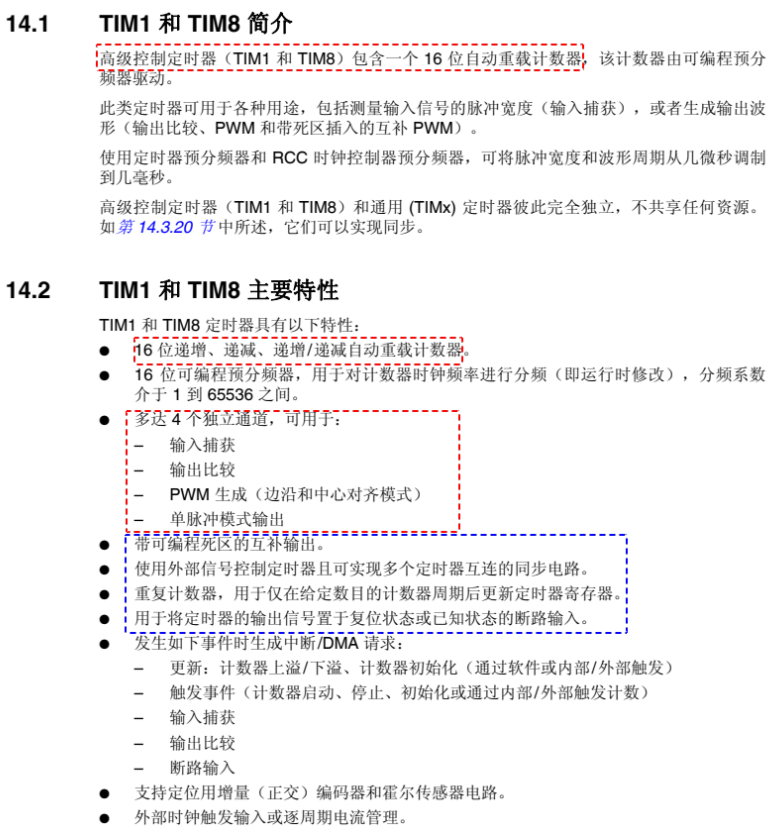 14.1 TIM1 和 TIM8 简介
高级控制定时器（TIM1 和 TIM8）包含一个 16 位自动重载计数器，该计数器由可编程预分
频器驱动。
此类定时器可用于各种用途，包括测量输入信号的脉冲宽度（输入捕获），或者生成输出波
形（输出比较、PWM 和带死区插入的互补 PWM）。
使用定时器预分频器和 RCC 时钟控制器预分频器，可将脉冲宽度和波形周期从几微秒调制
到几毫秒。
高级控制定时器（TIM1 和 TIM8）和通用 (TIMx) 定时器彼此完全独立，不共享任何资源。
如第 14.3.20 节中所述，它们可以实现同步。
14.2 TIM1 和 TIM8 主要特性
TIM1 和 TIM8 定时器具有以下特性：
● 16 位递增、递减、递增/递减自动重载计数器。
● 16 位可编程预分频器，用于对计数器时钟频率进行分频（即运行时修改），分频系数
介于 1 到 65536 之间。
● 多达 4 个独立通道，可用于：
– 输入捕获
– 输出比较
– PWM 生成（边沿和中心对齐模式）
– 单脉冲模式输出
● 带可编程死区的互补输出。
● 使用外部信号控制定时器且可实现多个定时器互连的同步电路。
● 重复计数器，用于仅在给定数目的计数器周期后更新定时器寄存器。
● 用于将定时器的输出信号置于复位状态或已知状态的断路输入。
● 发生如下事件时生成中断/DMA 请求：
– 更新：计数器上溢/下溢、计数器初始化（通过软件或内部/外部触发）
– 触发事件（计数器启动、停止、初始化或通过内部/外部触发计数）
– 输入捕获
– 输出比较
– 断路输入
● 支持定位用增量（正交）编码器和霍尔传感器电路。
● 外部时钟触发输入或逐周期电流管理。